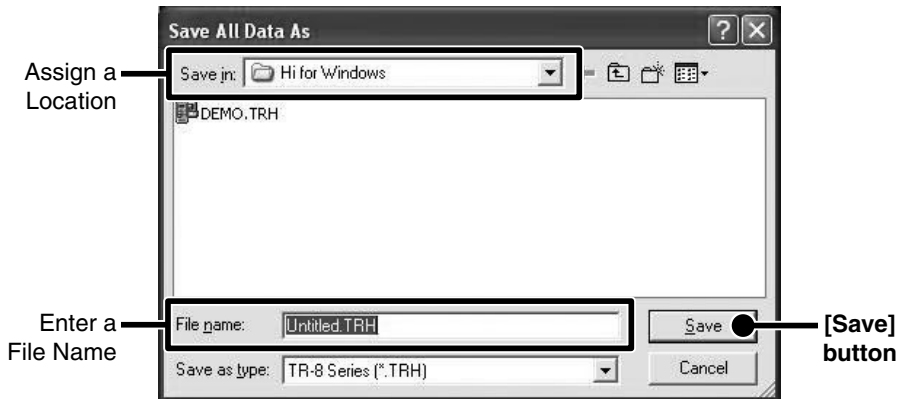 Save All Data As
Assign a
Location
Save in: Hi for Windows
DEMO.TRH
Enter a
File Name
File name: Untitled.TRH
Save
[Save]
button
Save as type: TR-8 Series (*.TRH)
Cancel